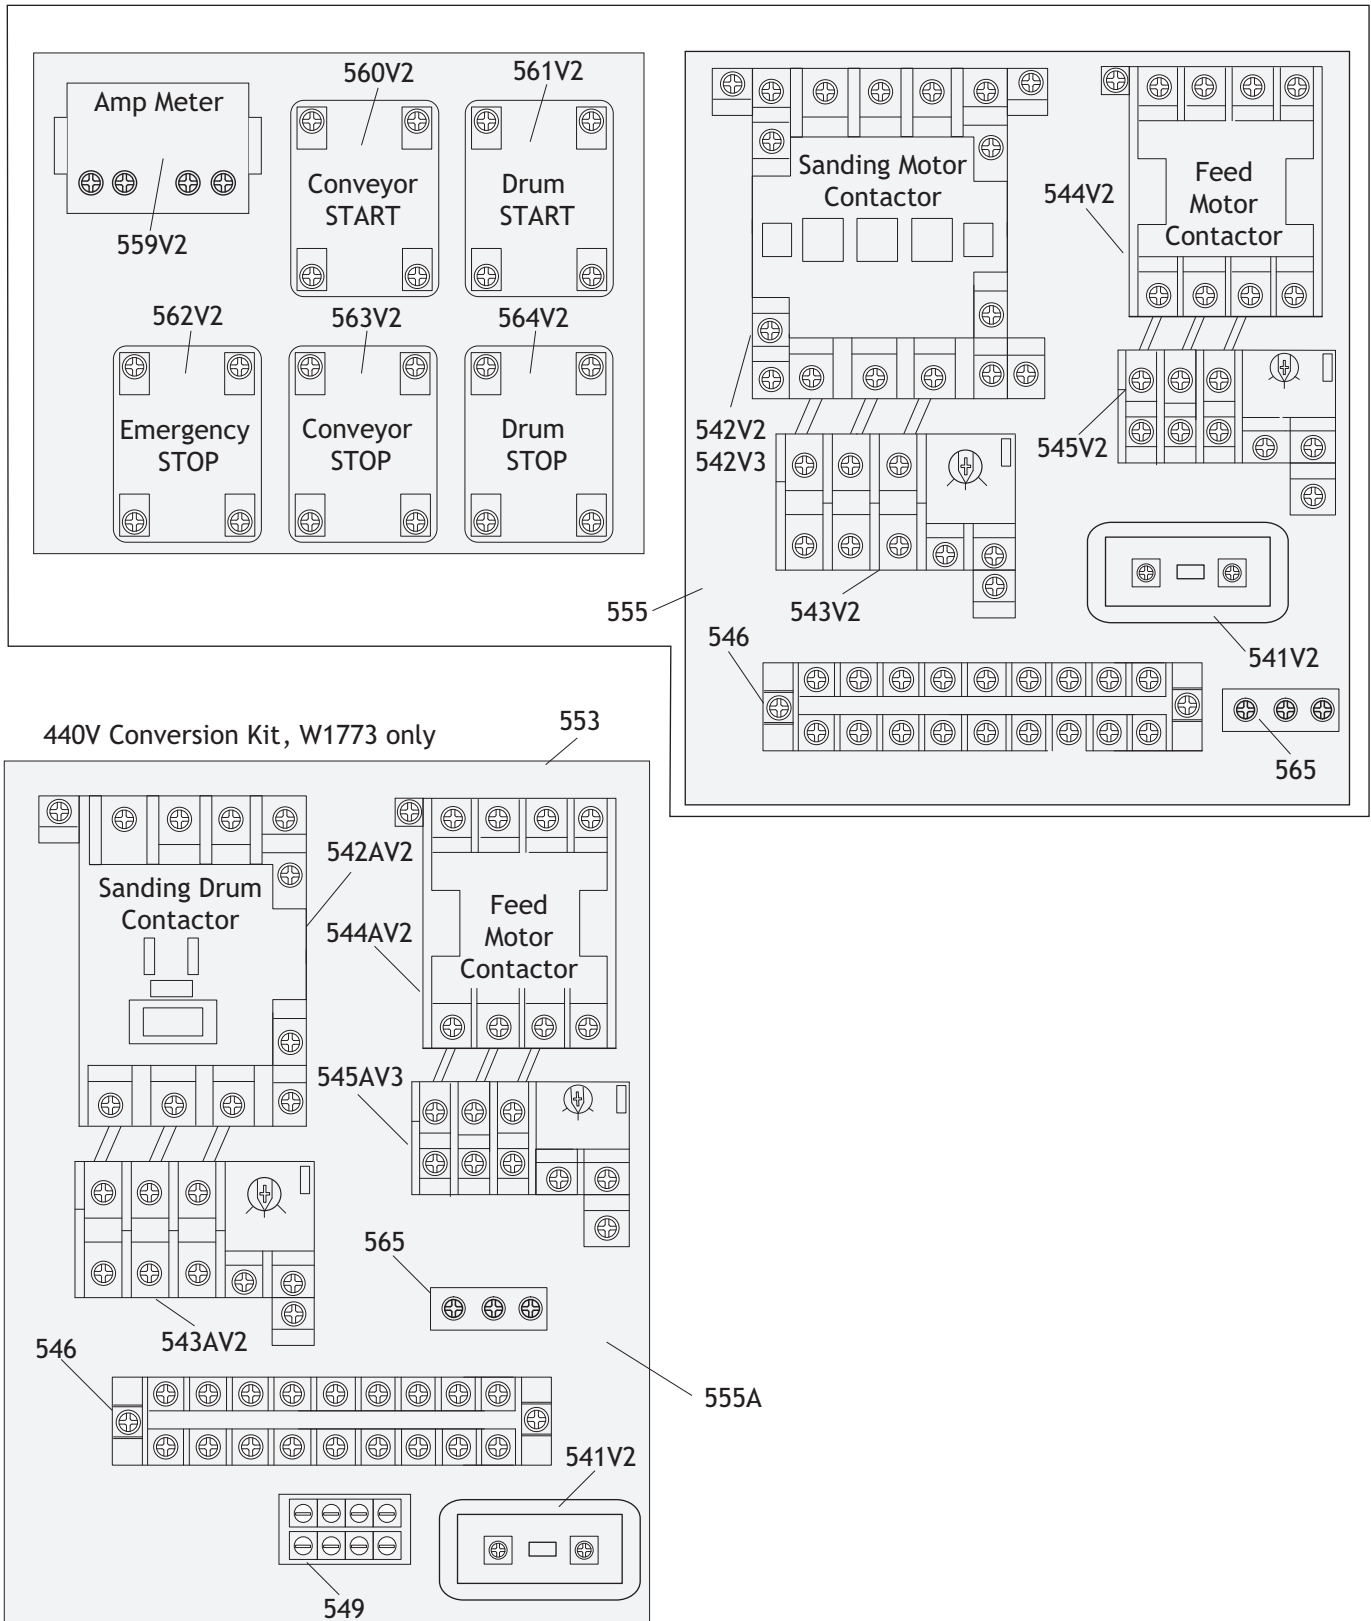 560V2
561V2
Amp Meter
Conveyor
START
Drum
START
559V2
562V2
563V2
564V2
Emergency
STOP
Conveyor
STOP
Drum
STOP
Sanding Motor
Contactor
Feed
Motor
Contactor
544V2
542V2
542V3
545V2
555
543V2
541V2
546
565
440V Conversion Kit, W1773 only
553
542AV2
Sanding Drum
Contactor
544AV2
Feed
Motor
Contactor
545AV3
565
543AV2
546
555A
541V2
549